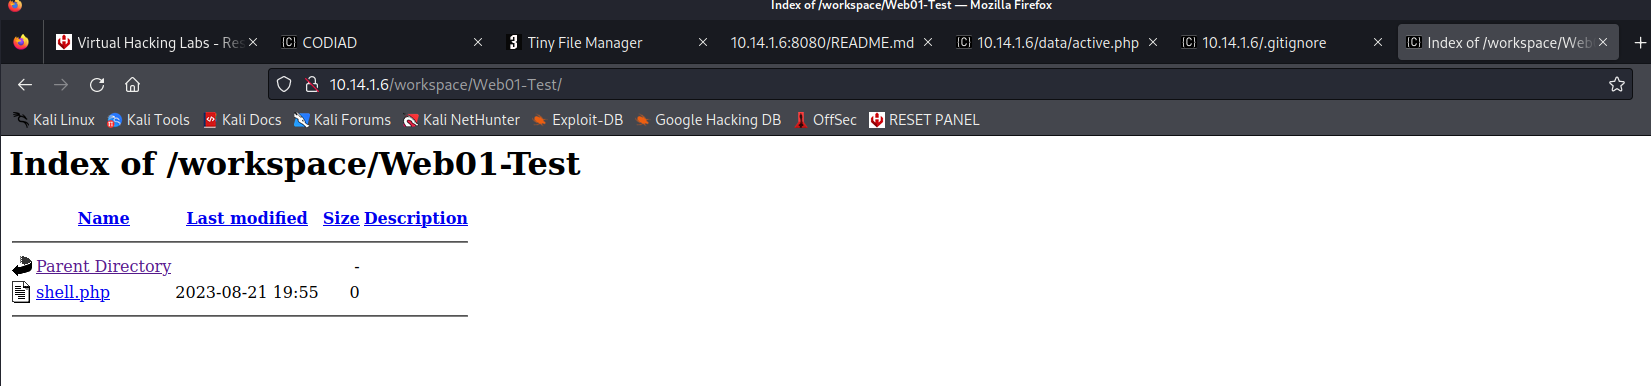 Index of /workspace/Web01-Test — Mozilla Firefox
Virtual Hacking Labs - Res
CODIAD
Tiny File Manager
10.14.1.6:8080/README.md
10.14.1.6/data/active.php
10.14.1.6/.gitignore
Index of /workspace/Web
10.14.1.6/workspace/Web01-Test/
Kali Linux Kali Tools Kali Docs Kali Forums Kali NetHunter Exploit-DB Google Hacking DB OffSec RESET PANEL
Index of /workspace/Web01-Test
Name Last modified Size Description
Parent Directory -
shell.php 2023-08-21 19:55 0